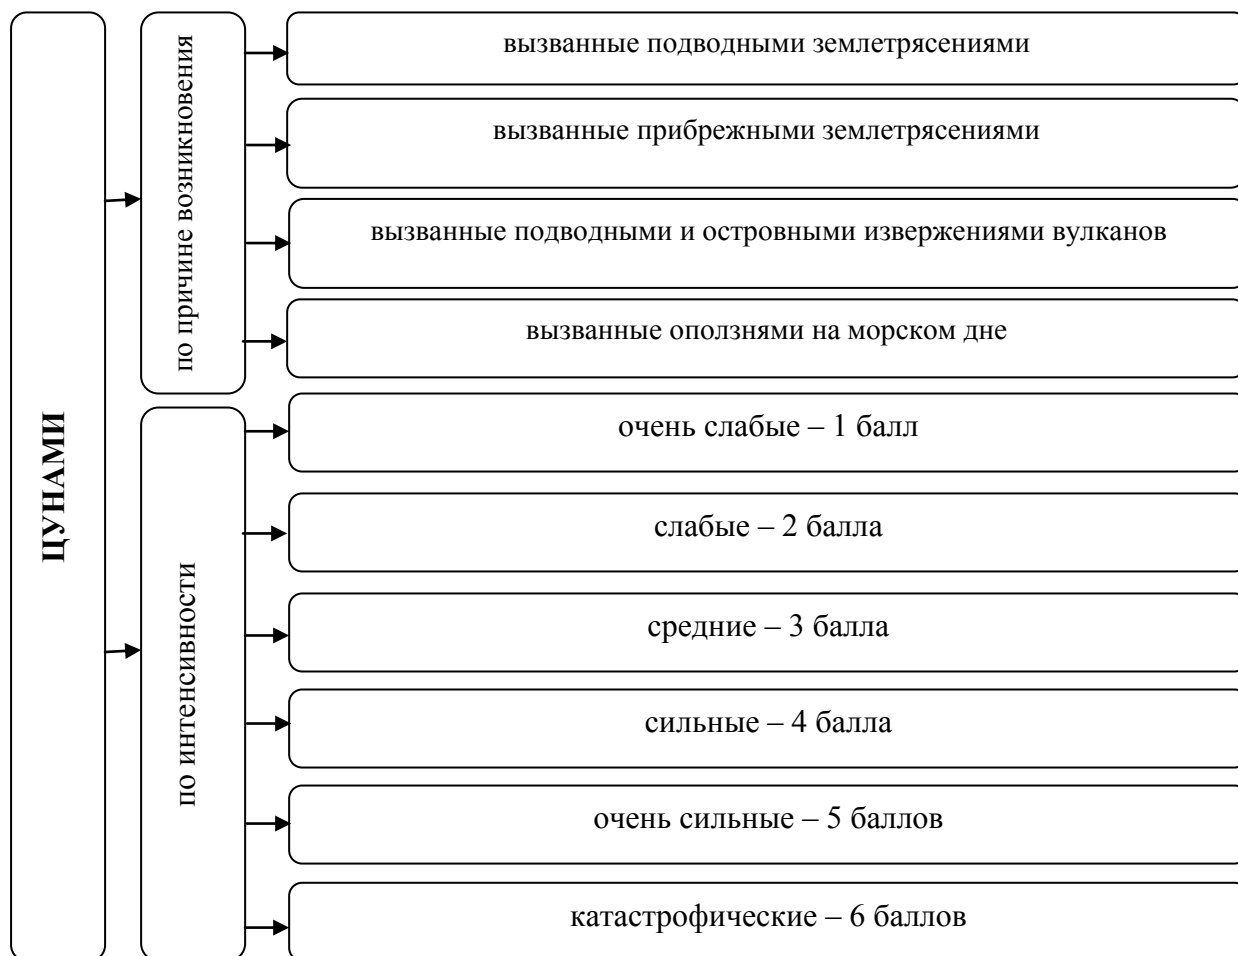 ЦУНАМИ
по причине возникновения
вызванные подводными землетрясениями
вызванные прибрежными землетрясениями
вызванные подводными и островными извержениями вулканов
вызванные оползнями на морском дне
по интенсивности
очень слабые – 1 балл
слабые – 2 балла
средние – 3 балла
сильные – 4 балла
очень сильные – 5 баллов
катастрофические – 6 баллов